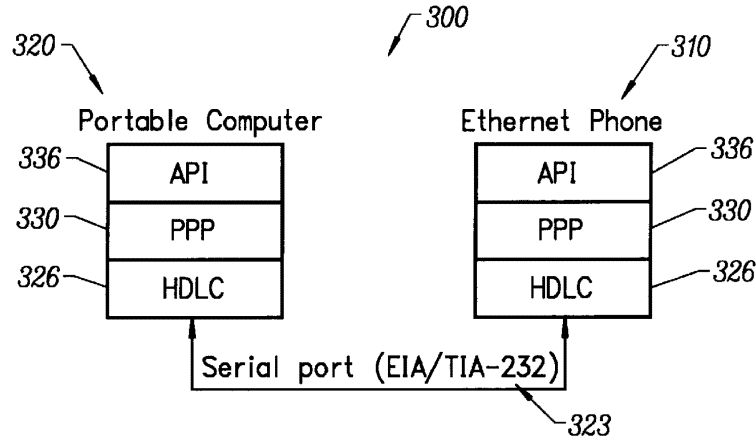 300
320
310
Portable Computer
Ethernet Phone
336
API
API
336
330
PPP
PPP
330
326
HDLC
HDLC
326
Serial port (EIA/TIA-232)
323